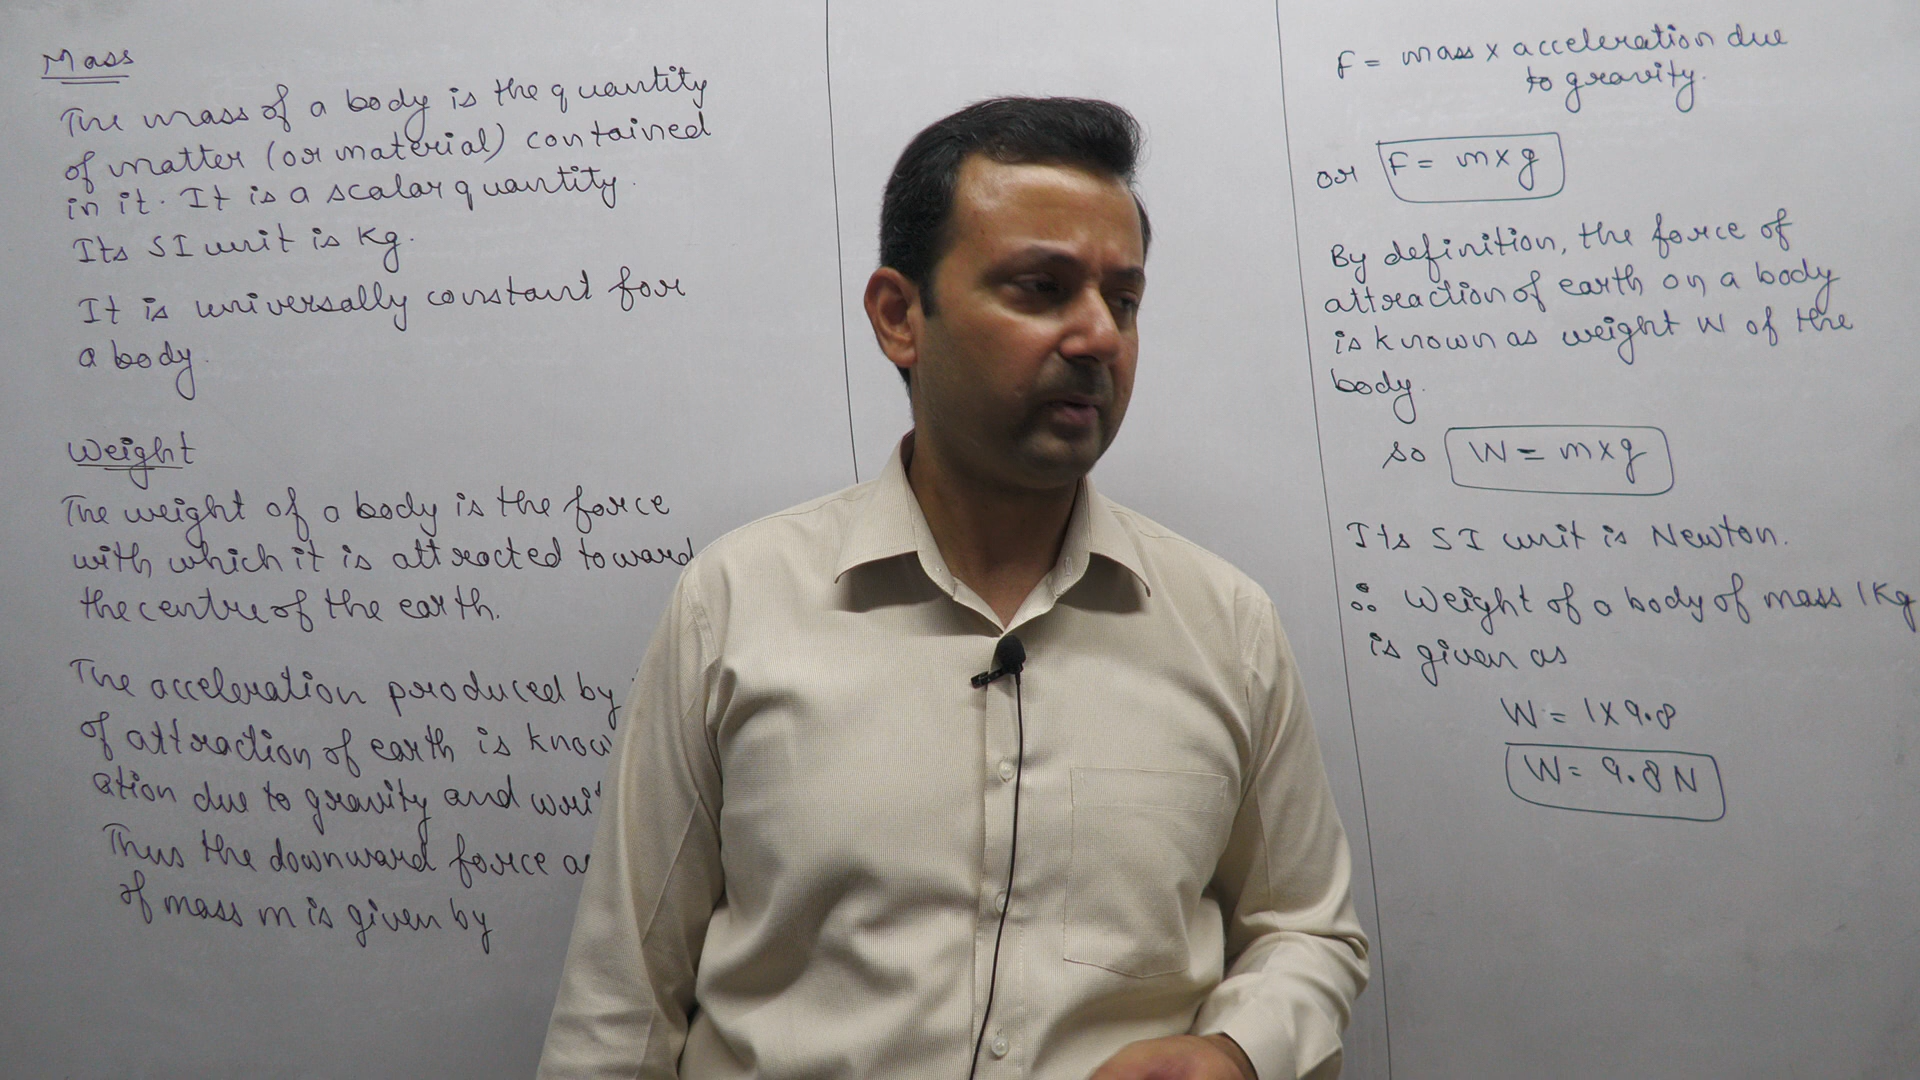 Mass
The mass of a body is the quantity
of matter (or material) contained
in it. It is a scalar quantity.
Its SI unit is Kg.
It is universally constant for
a body.
Weight
The weight of a body is the force
with which it is attracted toward
the centre of the earth.
The acceleration produced by
of attraction of earth is know
ation due to gravity and writ
Thus the downward force a
of mass m is given by
F = mass x acceleration due
to gravity.
or F = m x g
By definition, the force of
attraction of earth on a body
is known as weight W of the
body.
so W = m x g
Its SI unit is Newton.
∴ Weight of a body of mass 1 Kg
is given as
W = 1 x 9.8
W = 9.8 N